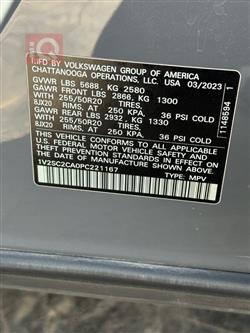 MFD BY VOLKSWAGEN GROUP OF AMERICA
CHATTANOOGA OPERATIONS, LLC. USA 03/2023
GVWR LBS 5688, KG 2580
GAWR FRONT LBS 2866, KG 1300
WITH 255/50R20 TIRES,
8JX20 RIMS, AT 250 KPA. 36 PSI COLD
GAWR REAR LBS 2932, KG 1330
WITH 255/50R20 TIRES,
8JX20 RIMS, AT 250 KPA. 36 PSI COLD
THIS VEHICLE CONFORMS TO ALL APPLICABLE
U.S. FEDERAL MOTOR VEHICLE SAFETY AND
THEFT PREVENTION STANDARDS IN EFFECT ON
THE DATE OF MANUFACTURE SHOWN ABOVE.
1V2SC2CA0PC221167 TYPE: MPV
1148594 1